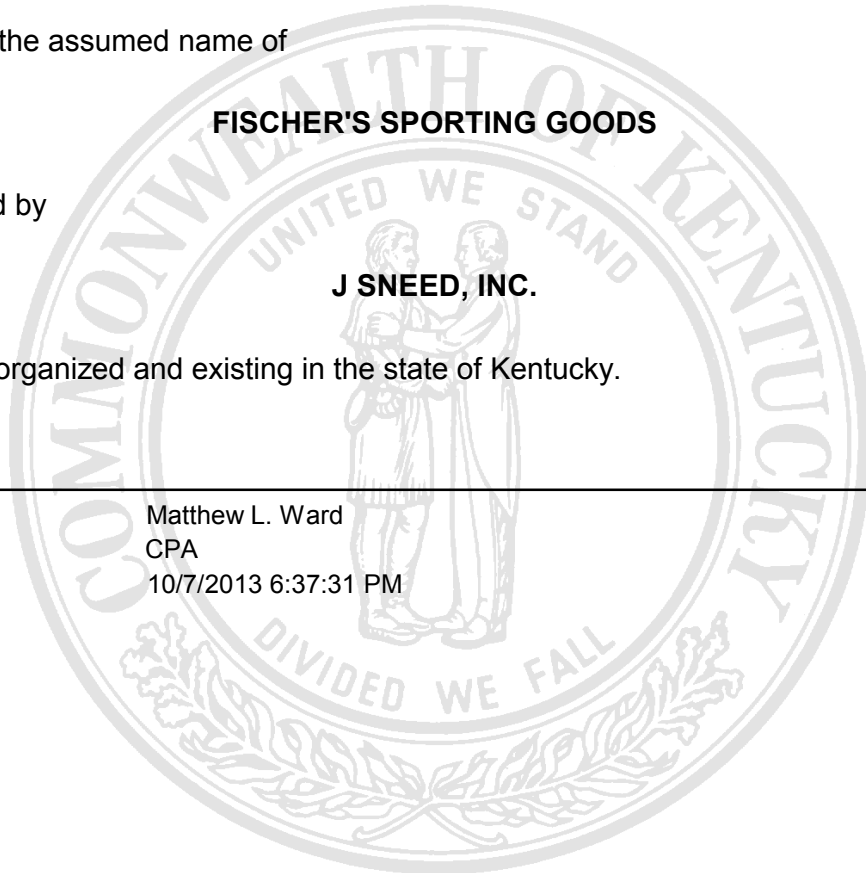 the assumed name of
FISCHER'S SPORTING GOODS
d by
J SNEED, INC.
organized and existing in the state of Kentucky.
Matthew L. Ward
CPA
10/7/2013 6:37:31 PM
COMMONWEALTH OF KENTUCKY
UNITED WE STAND
DIVIDED WE FALL